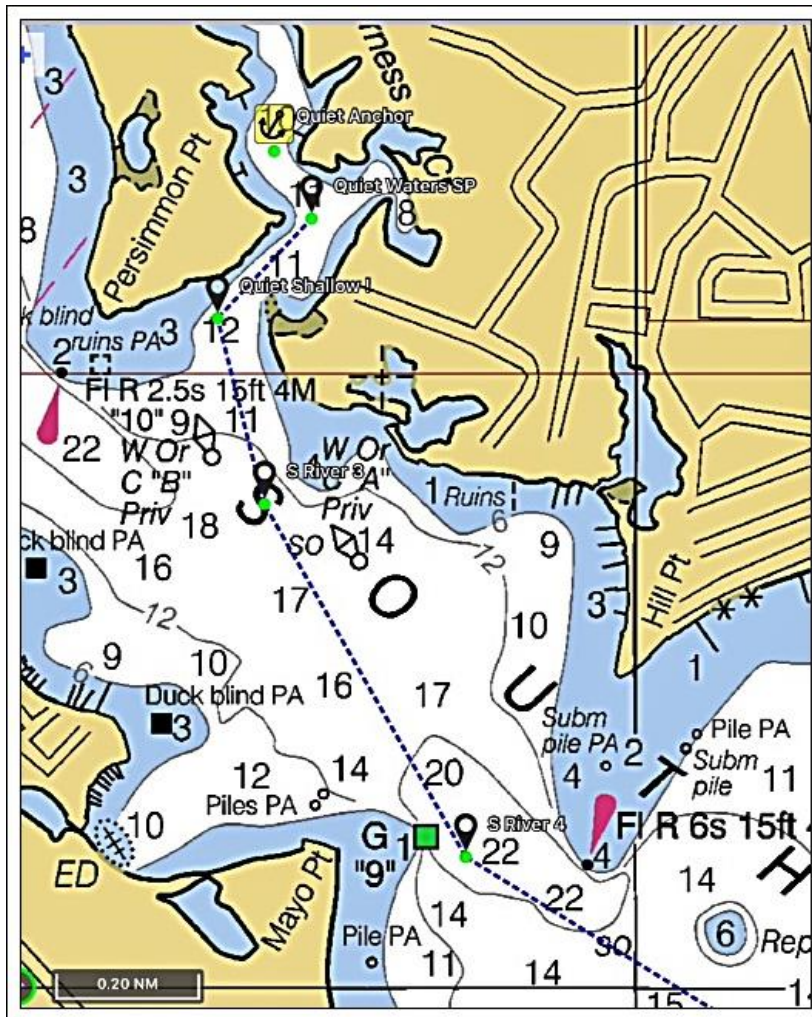 3
rness
Quiet Anchor
Persimmon Pt
3
11
Quiet Waters SP
C
8
8
11
Quiet Shallow !
k blind
3
12
2
ruins PA
Fl R 2.5s 15ft 4M
"10"
9
11
22
W Or
C "B"
Priv
4
W Or
C "A"
Priv
S River 3
1
Ruins
6
18
S
SO
14
12
9
ck blind PA
3
16
17
O
3
Hill Pt
12
10
9
10
6
16
17
U
1
Duck blind PA
3
Subm
pile PA
2
Pile PA
Subm
pile
T
12
14
20
4
11
Piles PA
10
G
"9"
1
S River 4
22
Fl R 6s 15ft 4
4
ED
22
14
H
Mayo Pt
14
6
Rep
Pile PA
11
SO
14
0.20 NM
15
1